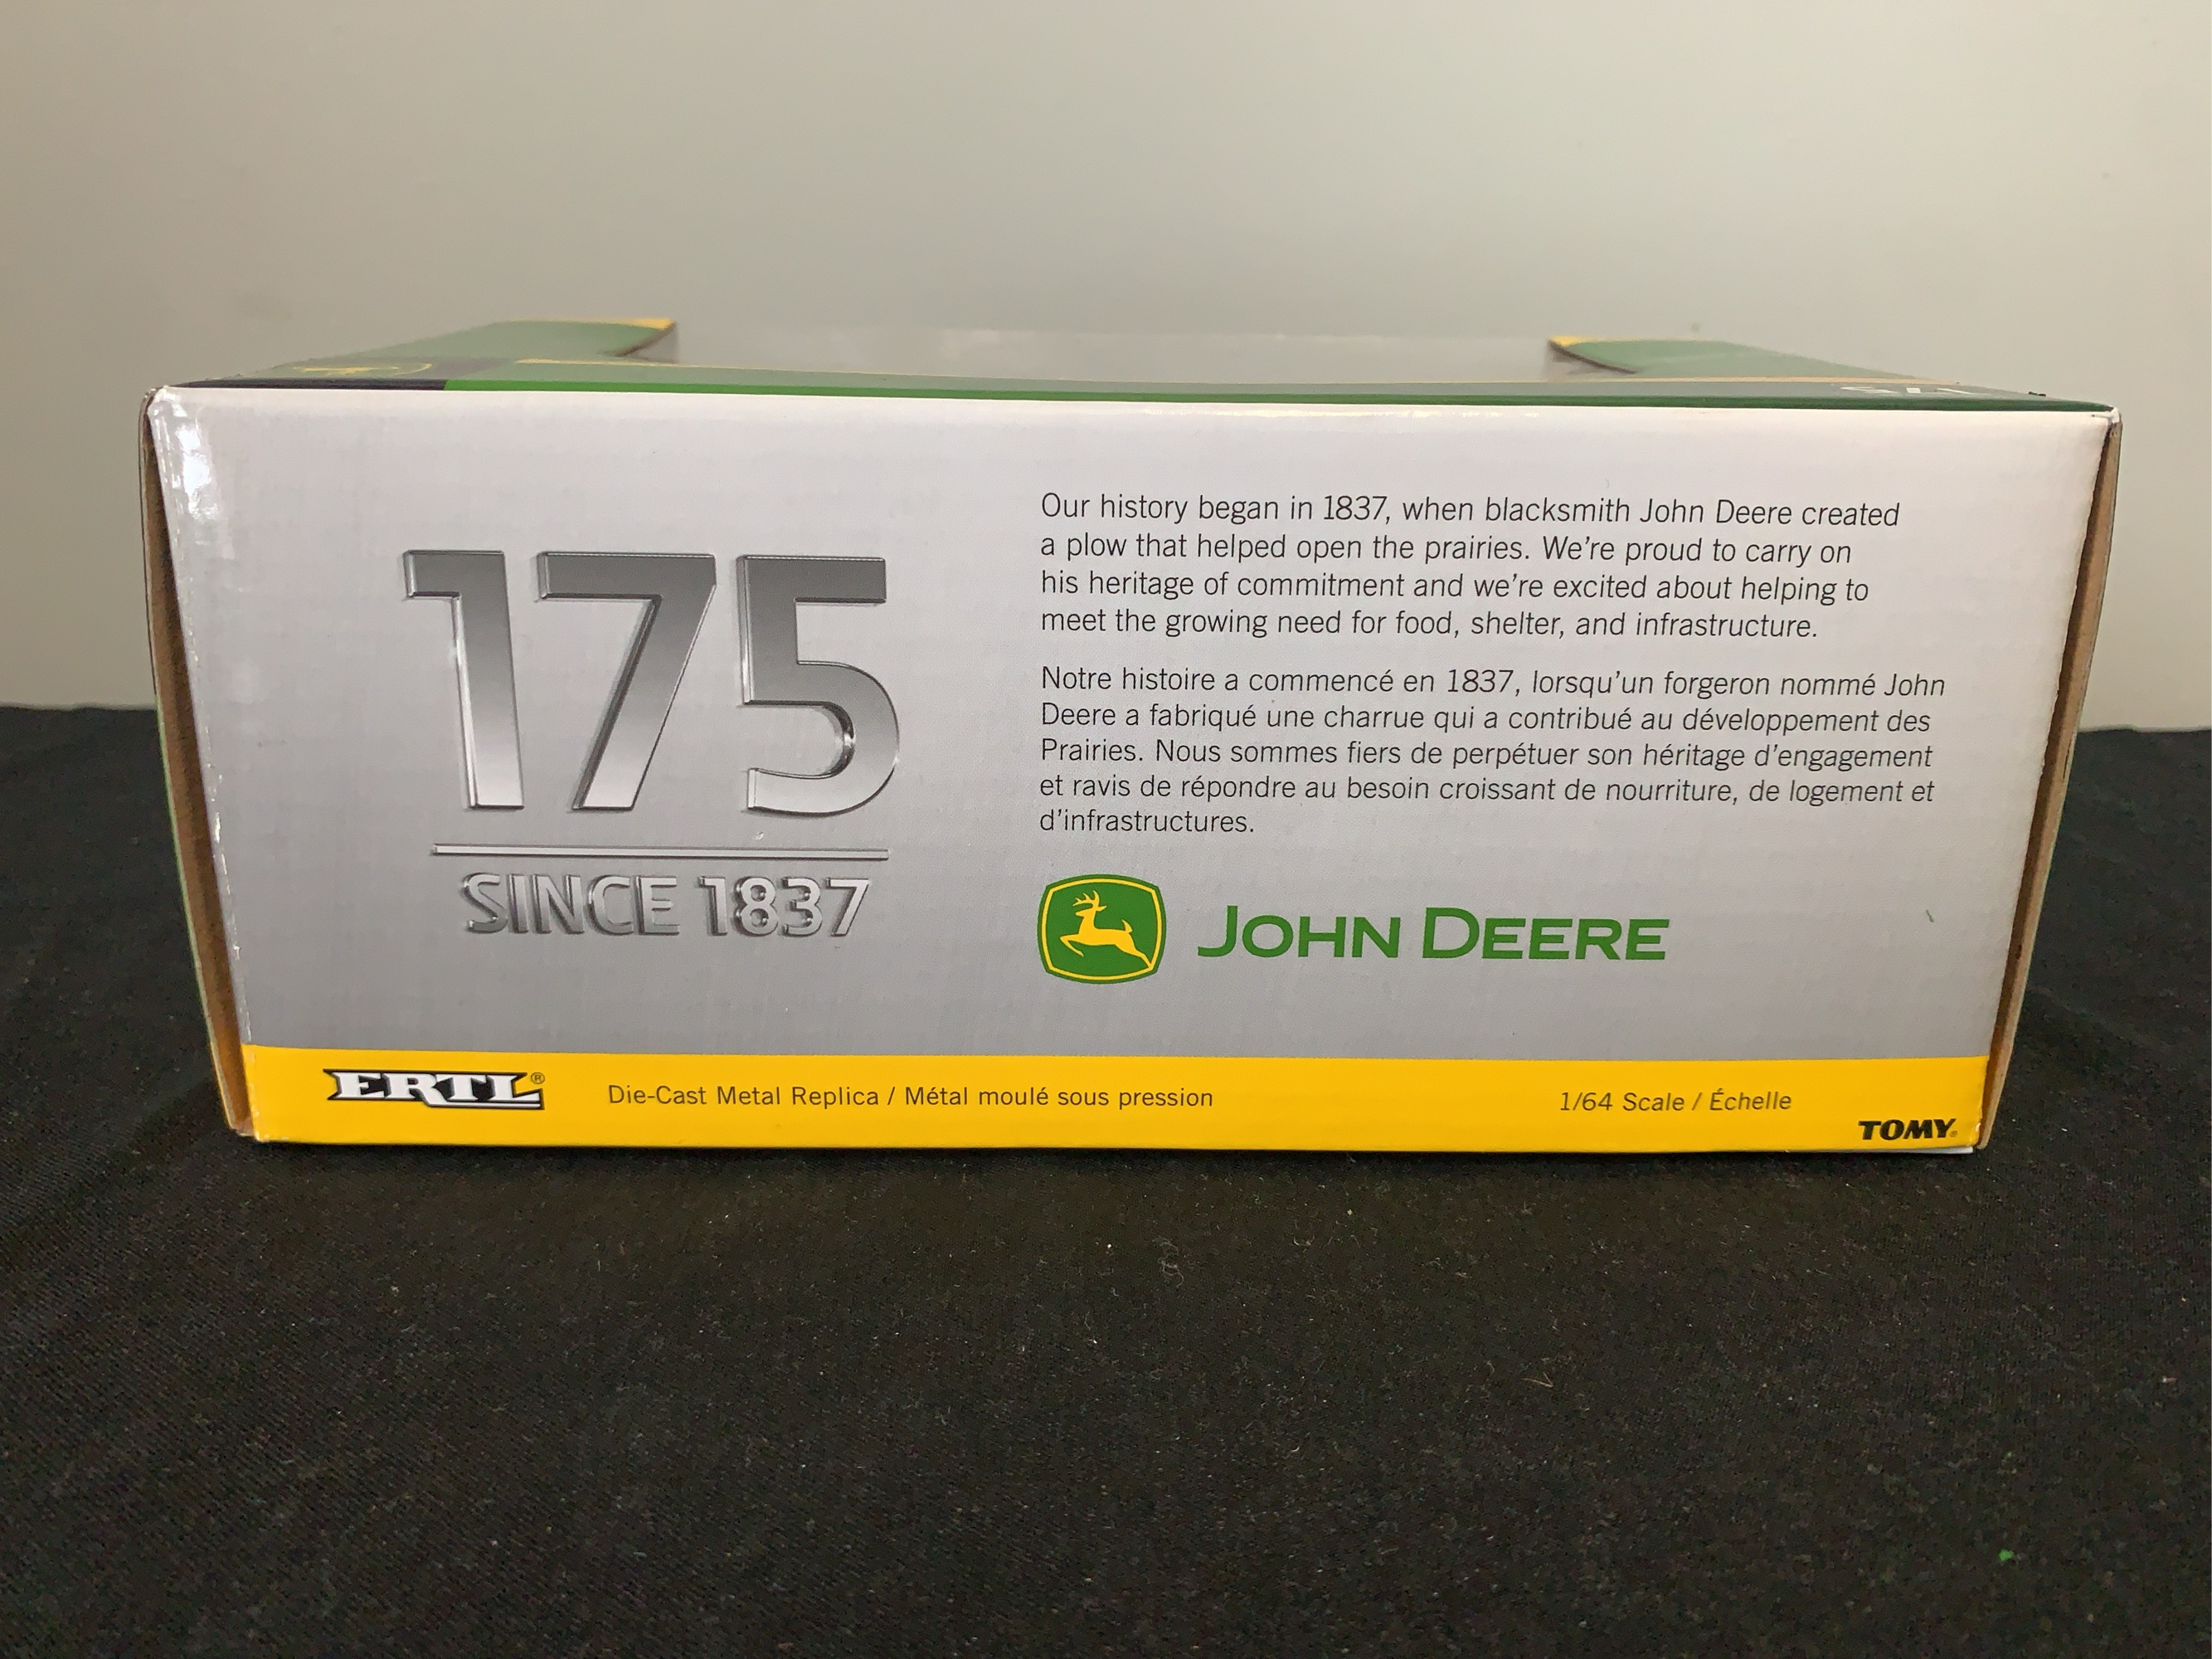 175
SINCE 1837
Our history began in 1837, when blacksmith John Deere created
a plow that helped open the prairies. We're proud to carry on
his heritage of commitment and we're excited about helping to
meet the growing need for food, shelter, and infrastructure.
Notre histoire a commencé en 1837, lorsqu'un forgeron nommé John
Deere a fabriqué une charrue qui a contribué au développement des
Prairies. Nous sommes fiers de perpétuer son héritage d'engagement
et ravis de répondre au besoin croissant de nourriture, de logement et
d'infrastructures.
JOHN DEERE
ERTL®
Die-Cast Metal Replica / Métal moulé sous pression
1/64 Scale / Échelle
TOMY®